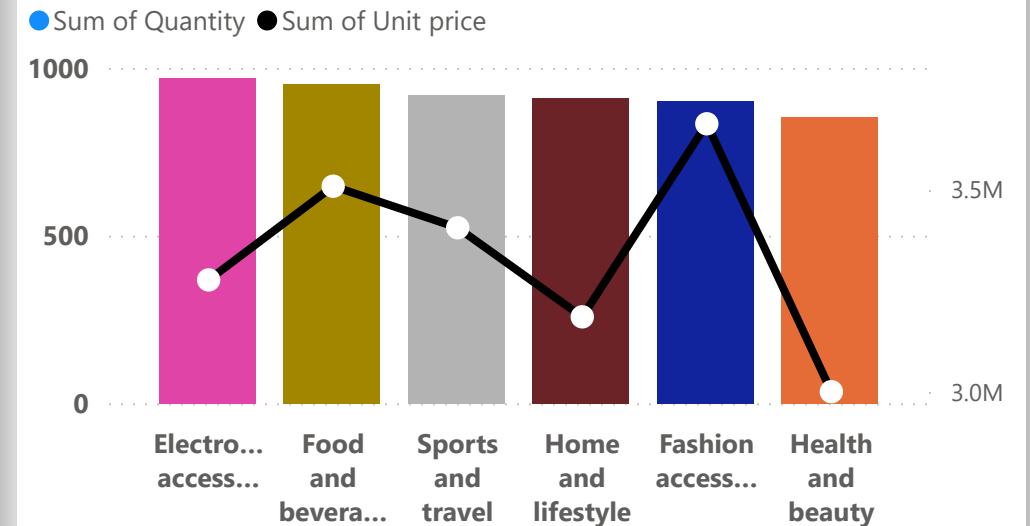 Sum of Quantity Sum of Unit price
1000
500
0
3.5M
3.0M
Electro... access...
Food and bevera...
Sports and travel
Home and lifestyle
Fashion access...
Health and beauty